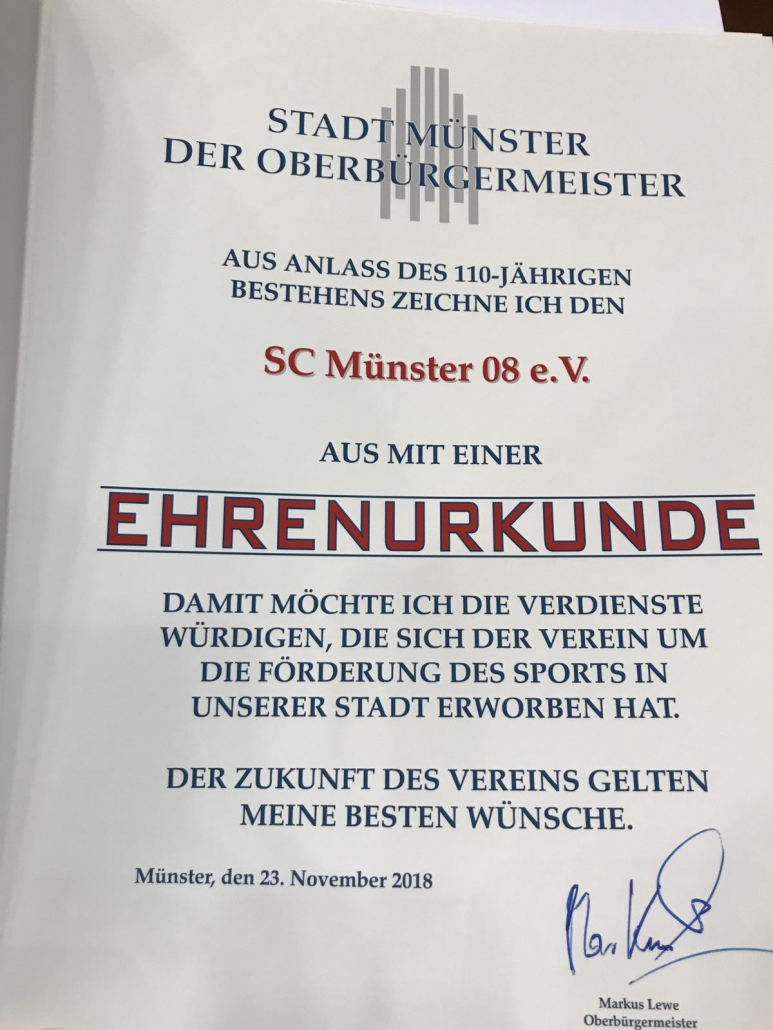 STADT MÜNSTER
DER OBERBÜRGERMEISTER
AUS ANLASS DES 110-JÄHRIGEN
BESTEHENS ZEICHNE ICH DEN
SC Münster 08 e.V.
AUS MIT EINER
EHRENURKUNDE
DAMIT MÖCHTE ICH DIE VERDIENSTE
WÜRDIGEN, DIE SICH DER VEREIN UM
DIE FÖRDERUNG DES SPORTS IN
UNSERER STADT ERWORBEN HAT.
DER ZUKUNFT DES VEREINS GELTEN
MEINE BESTEN WÜNSCHE.
Münster, den 23. November 2018
Markus Lewe
Oberbürgermeister